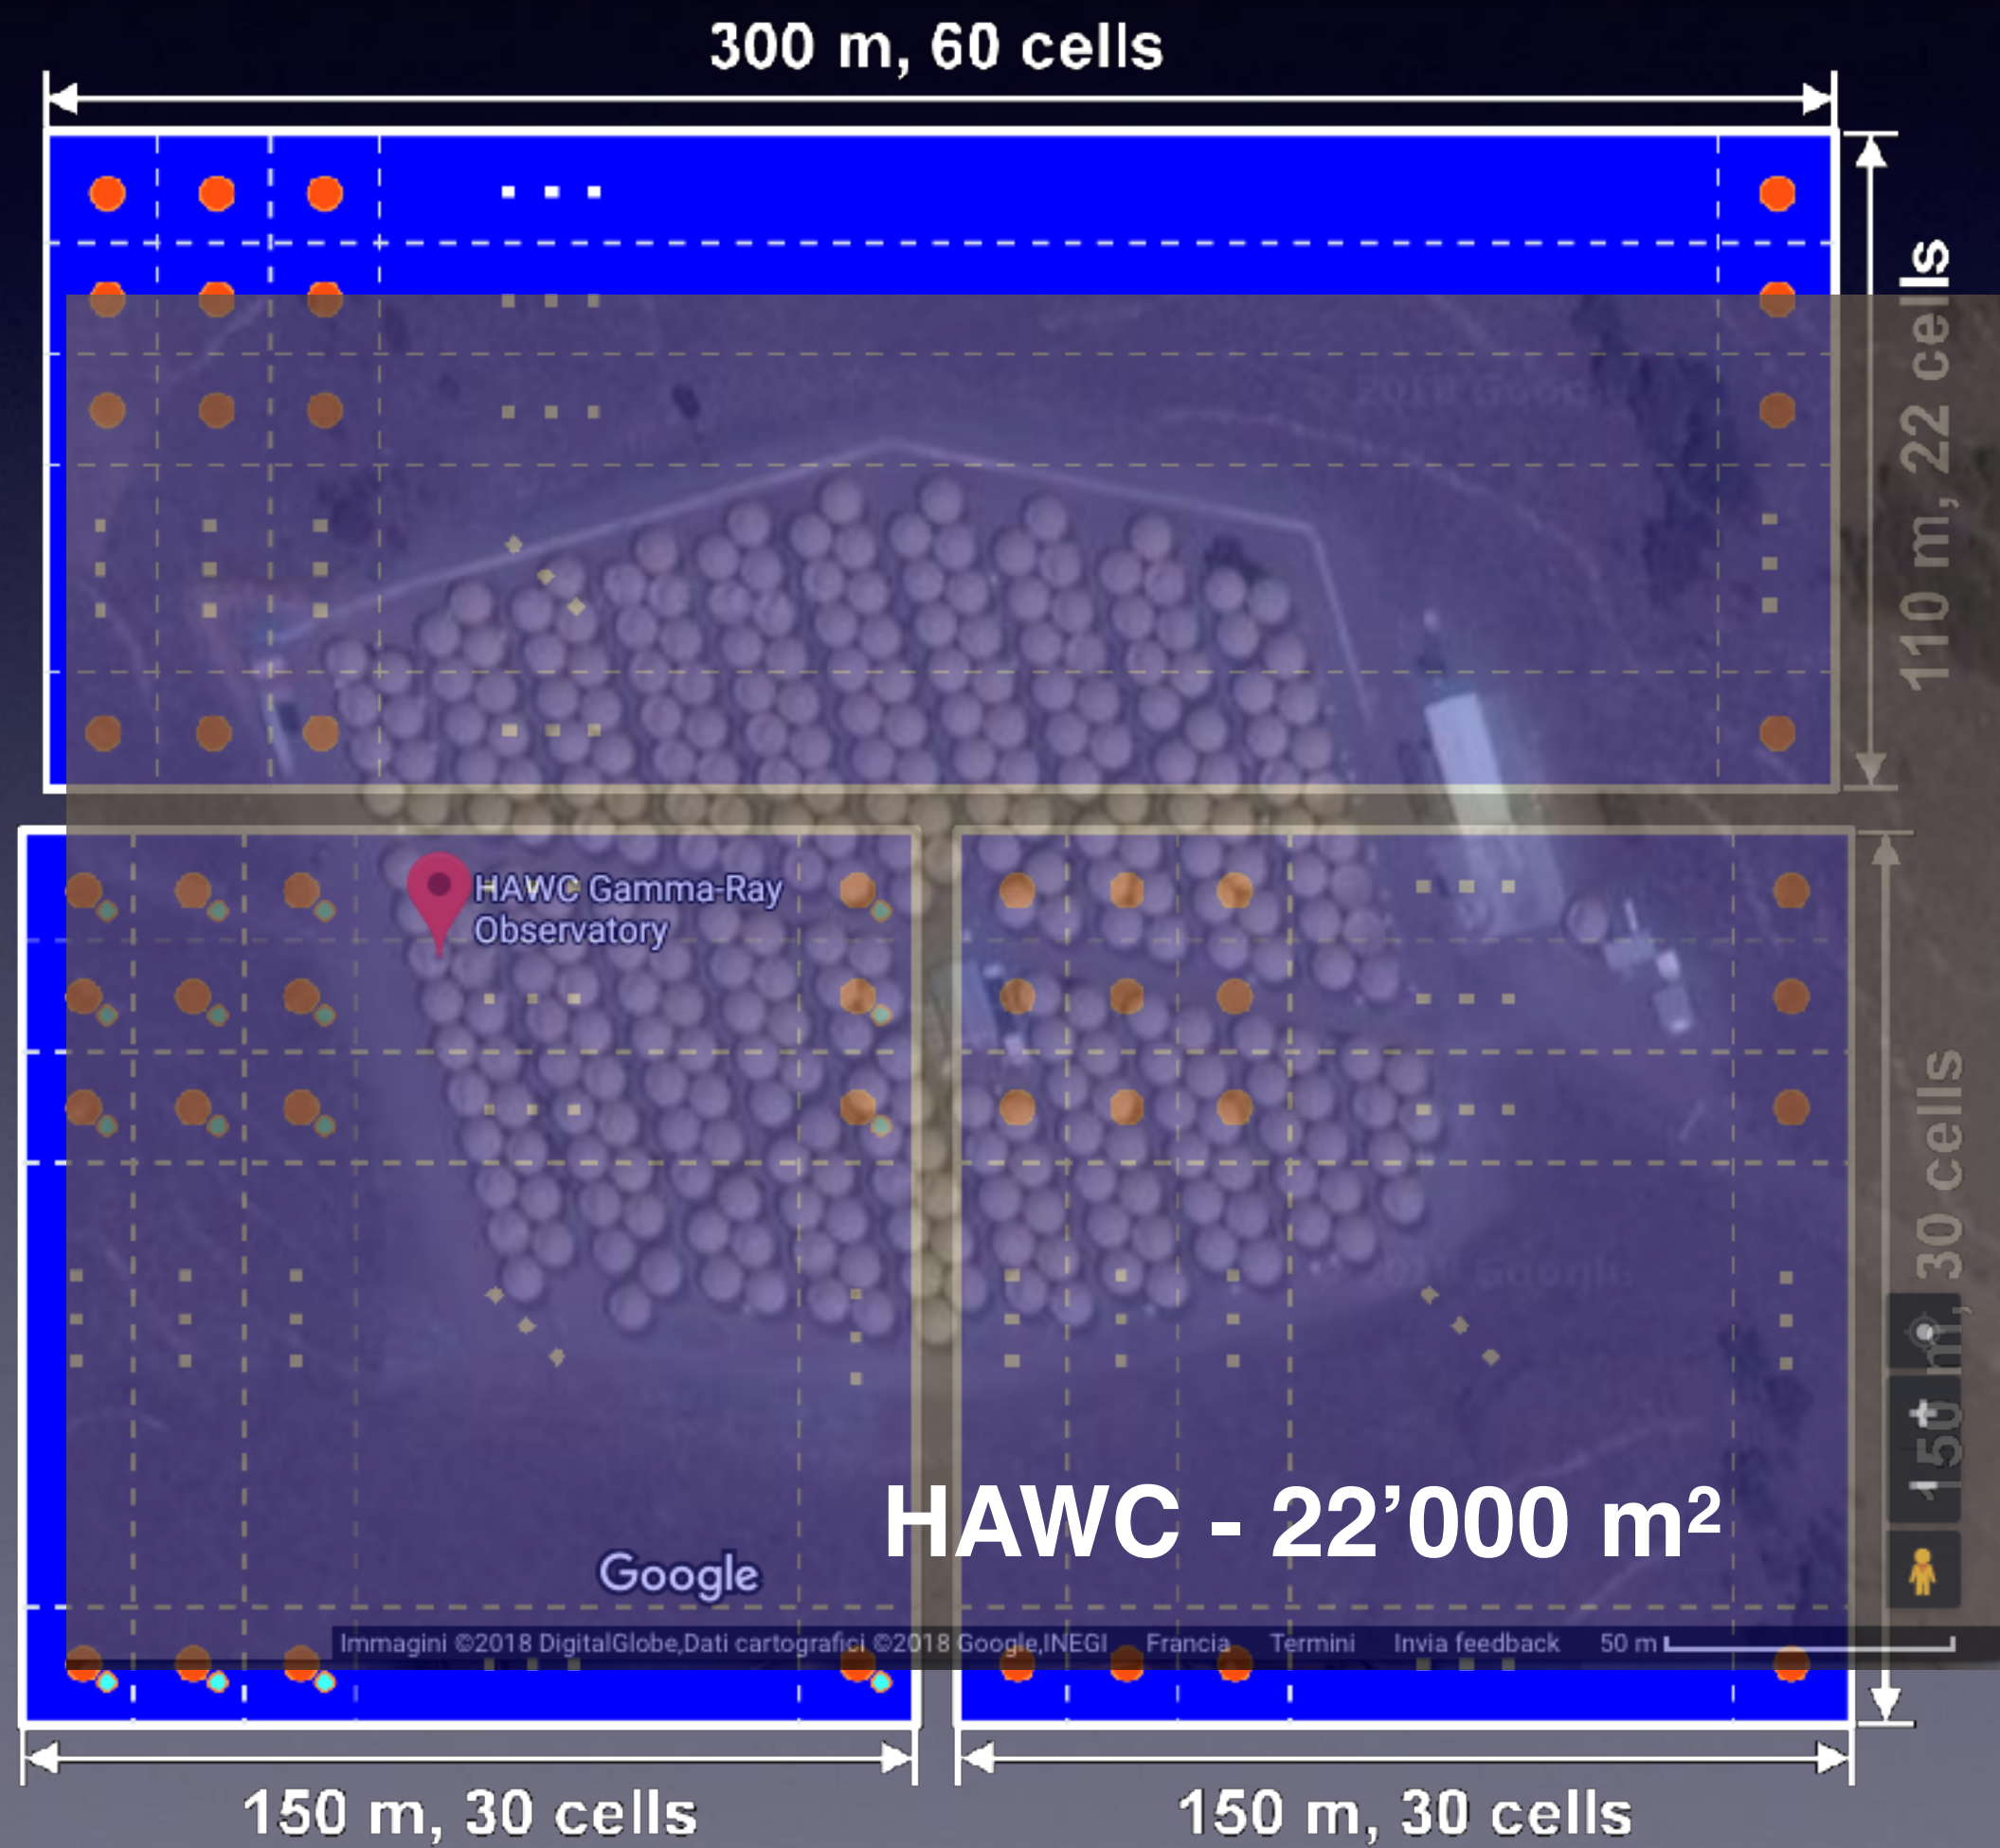 300 m, 60 cells
110 m, 22 cells
HAWC Gamma-Ray
Observatory
150 m, 30 cells
HAWC - 22’000 m²
Google
Immagini ©2018 DigitalGlobe,Dati cartografici ©2018 Google,INEGI Francia Termini Invia feedback 50 m
150 m, 30 cells
150 m, 30 cells